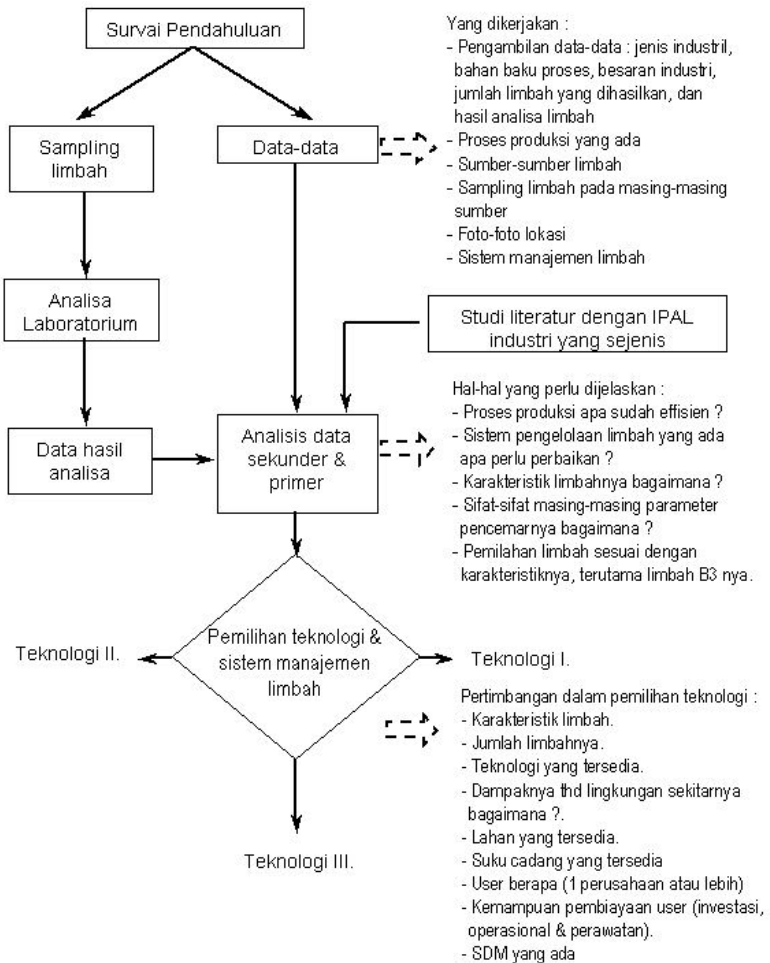 Survai Pendahuluan
Yang dikerjakan :
- Pengambilan data-data : jenis industril,
bahan baku proses, besaran industri,
jumlah limbah yang dihasilkan, dan
hasil analisa limbah
- Proses produksi yang ada
- Sumber-sumber limbah
- Sampling limbah pada masing-masing
sumber
- Foto-foto lokasi
- Sistem manajemen limbah
Sampling
limbah
Data-data
Analisa
Laboratorium
Studi literatur dengan IPAL
industri yang sejenis
Data hasil
analisa
Analisis data
sekunder &
primer
Hal-hal yang perlu dijelaskan :
- Proses produksi apa sudah effisien ?
- Sistem pengelolaan limbah yang ada
apa perlu perbaikan ?
- Karakteristik limbahnya bagaimana ?
- Sifat-sifat masing-masing parameter
pencemarnya bagaimana ?
- Pemilahan limbah sesuai dengan
karakteristiknya, terutama limbah B3 nya.
Pemilihan teknologi &
sistem manajemen
limbah
Teknologi II.
Teknologi I.
Teknologi III.
Pertimbangan dalam pemilihan teknologi :
- Karakteristik limbah.
- Jumlah limbahnya.
- Teknologi yang tersedia.
- Dampaknya thd lingkungan sekitarnya
bagaimana ?.
- Lahan yang tersedia.
- Suku cadang yang tersedia
- User berapa (1 perusahaan atau lebih)
- Kemampuan pembiayaan user (investasi,
operasional & perawatan).
- SDM yang ada